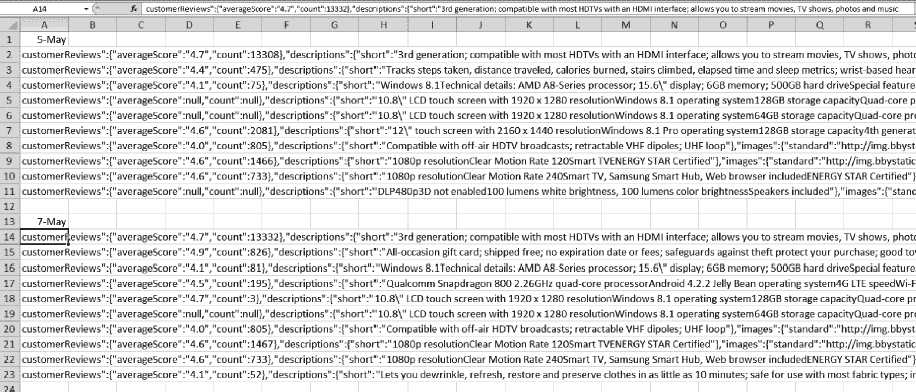 A14 fx customerReviews":{"averageScore":"4.7","count":13332},"descriptions":{"short":"3rd generation; compatible with most HDTVs with an HDMI interface; allows you to stream movies, TV shows, photos and music
A B C D E F G H I J K L M N O P Q R
1 5-May
2 customerReviews":{"averageScore":"4.7","count":13308},"descriptions":{"short":"3rd generation; compatible with most HDTVs with an HDMI interface; allows you to stream movies, TV shows, photo
3 customerReviews":{"averageScore":"4.4","count":475},"descriptions":{"short":"Tracks steps taken, distance traveled, calories burned, stairs climbed, elapsed time and sleep metrics; wrist-based hear
4 customerReviews":{"averageScore":"4.1","count":75},"descriptions":{"short":"Windows 8.1Technical details: AMD A8-Series processor; 15.6\" display; 6GB memory; 500GB hard driveSpecial feature
5 customerReviews":{"averageScore":null,"count":null},"descriptions":{"short":"10.8\" LCD touch screen with 1920 x 1280 resolutionWindows 8.1 operating system128GB storage capacityQuad-core p
6 customerReviews":{"averageScore":null,"count":null},"descriptions":{"short":"10.8\" LCD touch screen with 1920 x 1280 resolutionWindows 8.1 operating system64GB storage capacityQuad-core pro
7 customerReviews":{"averageScore":"4.6","count":2081},"descriptions":{"short":"12\" touch screen with 2160 x 1440 resolutionWindows 8.1 Pro operating system128GB storage capacity4th generat
8 customerReviews":{"averageScore":"4.0","count":805},"descriptions":{"short":"Compatible with off-air HDTV broadcasts; retractable VHF dipoles; UHF loop"},"images":{"standard":"http://img.bbystati
9 customerReviews":{"averageScore":"4.6","count":1466},"descriptions":{"short":"1080p resolutionClear Motion Rate 120Smart TVENERGY STAR Certified"},"images":{"standard":"http://img.bbystatic
10 customerReviews":{"averageScore":"4.6","count":733},"descriptions":{"short":"1080p resolutionClear Motion Rate 240Smart TV, Samsung Smart Hub, Web browser includedENERGY STAR Certified"}
11 customerReviews":{"averageScore":null,"count":null},"descriptions":{"short":"DLP480p3D not enabled100 lumens white brightness, 100 lumens color brightnessSpeakers included"},"images":{"stand
12
13 7-May
14 customerReviews":{"averageScore":"4.7","count":13332},"descriptions":{"short":"3rd generation; compatible with most HDTVs with an HDMI interface; allows you to stream movies, TV shows, photo
15 customerReviews":{"averageScore":"4.9","count":826},"descriptions":{"short":"All-occasion gift card; shipped free; no expiration date or fees; safeguards against theft protect your purchase; good to
16 customerReviews":{"averageScore":"4.1","count":81},"descriptions":{"short":"Windows 8.1Technical details: AMD A8-Series processor; 15.6\" display; 6GB memory; 500GB hard driveSpecial feature
17 customerReviews":{"averageScore":"4.5","count":195},"descriptions":{"short":"Qualcomm Snapdragon 800 2.26GHz quad-core processorAndroid 4.2.2 Jelly Bean operating system4G LTE speedWi-F
18 customerReviews":{"averageScore":"4.7","count":3},"descriptions":{"short":"10.8\" LCD touch screen with 1920 x 1280 resolutionWindows 8.1 operating system128GB storage capacityQuad-core pr
19 customerReviews":{"averageScore":null,"count":null},"descriptions":{"short":"10.8\" LCD touch screen with 1920 x 1280 resolutionWindows 8.1 operating system64GB storage capacityQuad-core pro
20 customerReviews":{"averageScore":"4.0","count":805},"descriptions":{"short":"Compatible with off-air HDTV broadcasts; retractable VHF dipoles; UHF loop"},"images":{"standard":"http://img.bbystati
21 customerReviews":{"averageScore":"4.6","count":1467},"descriptions":{"short":"1080p resolutionClear Motion Rate 120Smart TVENERGY STAR Certified"},"images":{"standard":"http://img.bbystatic
22 customerReviews":{"averageScore":"4.6","count":733},"descriptions":{"short":"1080p resolutionClear Motion Rate 240Smart TV, Samsung Smart Hub, Web browser includedENERGY STAR Certified"}
23 customerReviews":{"averageScore":"4.1","count":52},"descriptions":{"short":"Lets you dewrinkle, refresh, restore and preserve clothes in as little as 10 minutes; safe for use with most fabric types; in
24